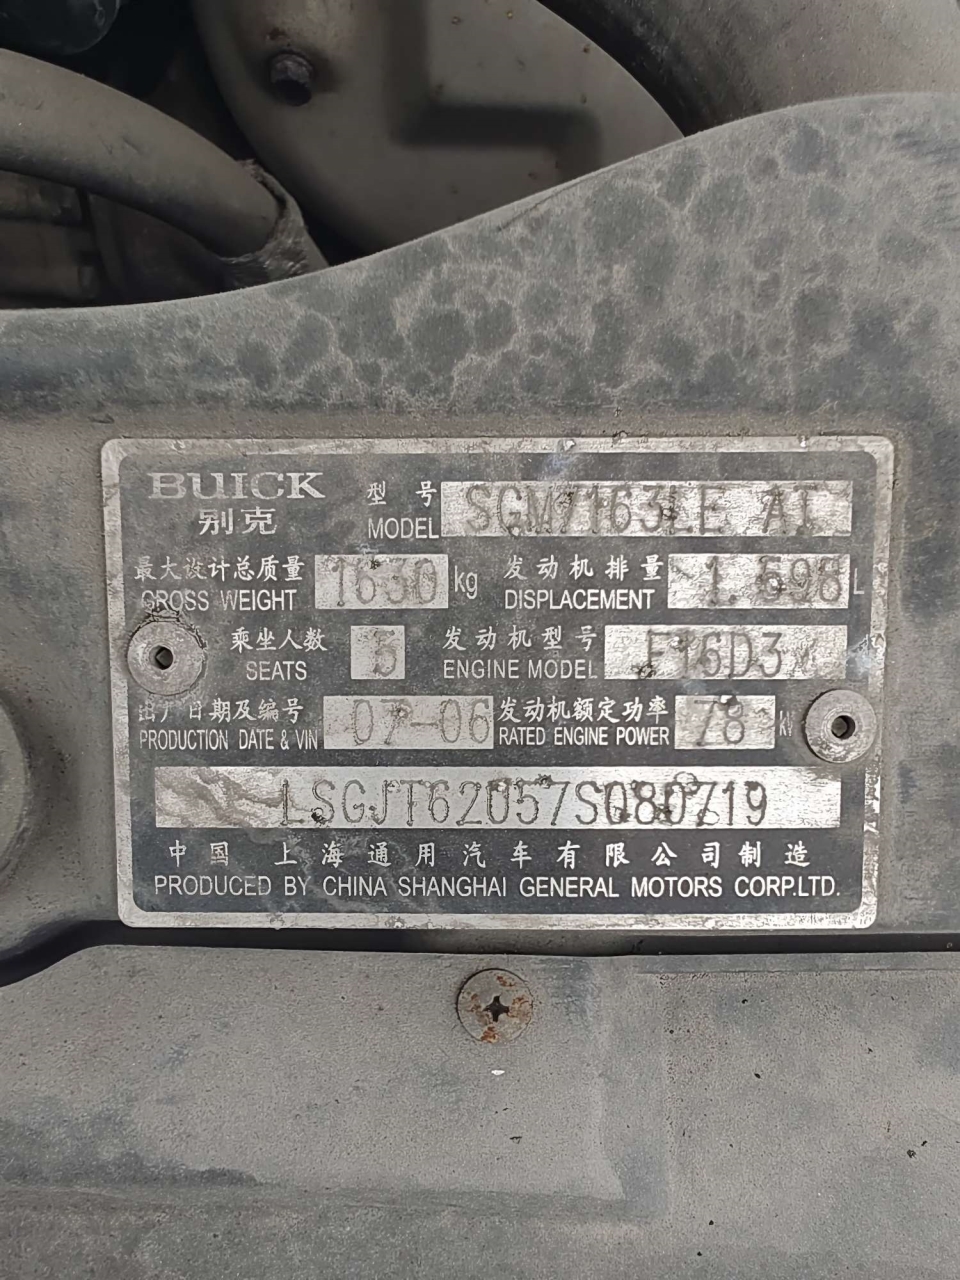 BUICK
别克
型号 MODEL SGM7163LE AT
最大设计总质量 GROSS WEIGHT 1630 kg 发动机排量 DISPLACEMENT 1.598 L
乘坐人数 SEATS 5 发动机型号 ENGINE MODEL F16D3
出厂日期及编号 PRODUCTION DATE & VIN 07-06 发动机额定功率 RATED ENGINE POWER 78
LSGJT62U57S080719
中国 上海通用汽车有限公司制造
PRODUCED BY CHINA SHANGHAI GENERAL MOTORS CORP.LTD.